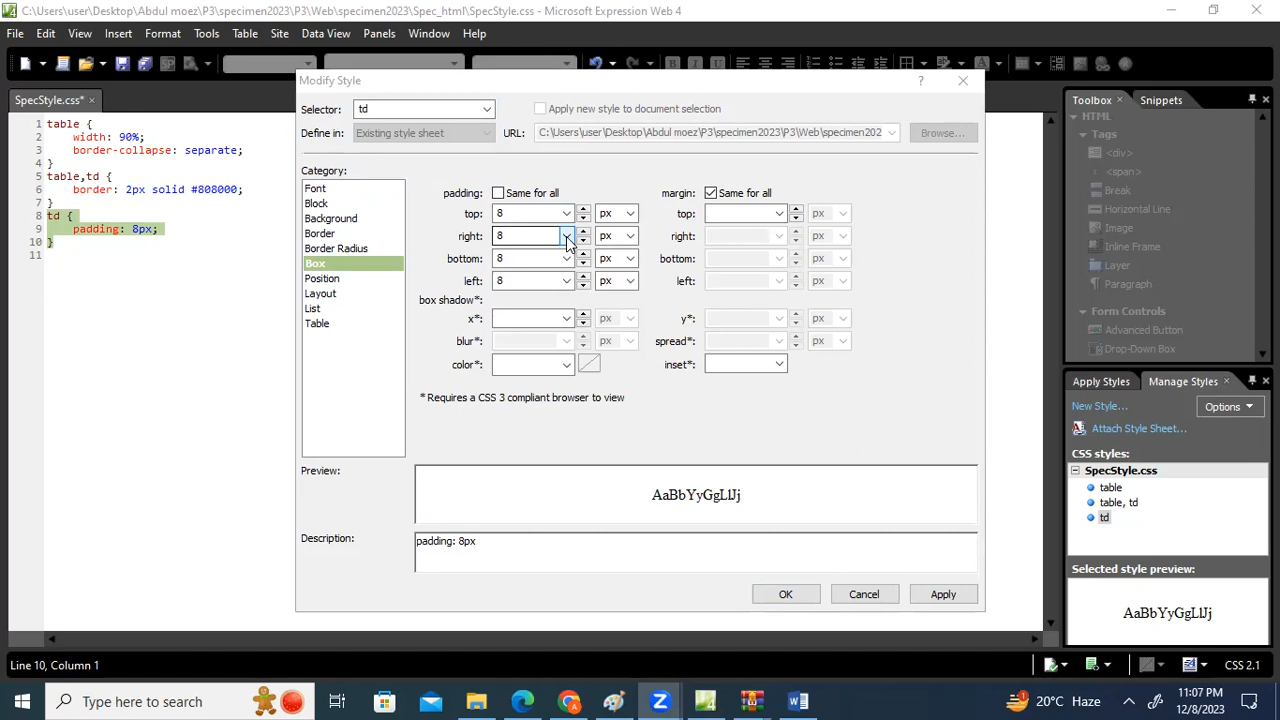 C:\Users\user\Desktop\Abdul moez\P3\specimen2023\P3\Web\specimen2023\Spec_html\SpecStyle.css - Microsoft Expression Web 4
File Edit View Insert Format Tools Table Site Data View Panels Window Help
SpecStyle.css*
1 table {
2 width: 90%;
3 border-collapse: separate;
4 }
5 table,td {
6 border: 2px solid #808000;
7 }
8 td {
9 padding: 8px;
10 }
11
Modify Style
Selector: td
Apply new style to document selection
Define in: Existing style sheet
URL: C:\Users\user\Desktop\Abdul moez\P3\specimen2023\P3\Web\specimen202
Browse...
Category:
Font
Block
Background
Border
Border Radius
Box
Position
Layout
List
Table
padding: Same for all
top: 8 px
right: 8 px
bottom: 8 px
left: 8 px
box shadow*:
x*: px
blur*: px
color*:
margin: Same for all
top: px
right: px
bottom: px
left: px
y*: px
spread*: px
inset*:
* Requires a CSS 3 compliant browser to view
Preview:
AaBbYyGgLlJj
Description:
padding: 8px
OK Cancel Apply
Toolbox Snippets
HTML
Tags
<div>
<span>
Break
Horizontal Line
Image
Inline Frame
Layer
Paragraph
Form Controls
Advanced Button
Drop-Down Box
Apply Styles Manage Styles
New Style... Options
Attach Style Sheet...
CSS styles:
SpecStyle.css
table
table, td
td
Selected style preview:
AaBbYyGgLlJj
Line 10, Column 1
CSS 2.1
Type here to search
20°C Haze
11:07 PM
12/8/2023